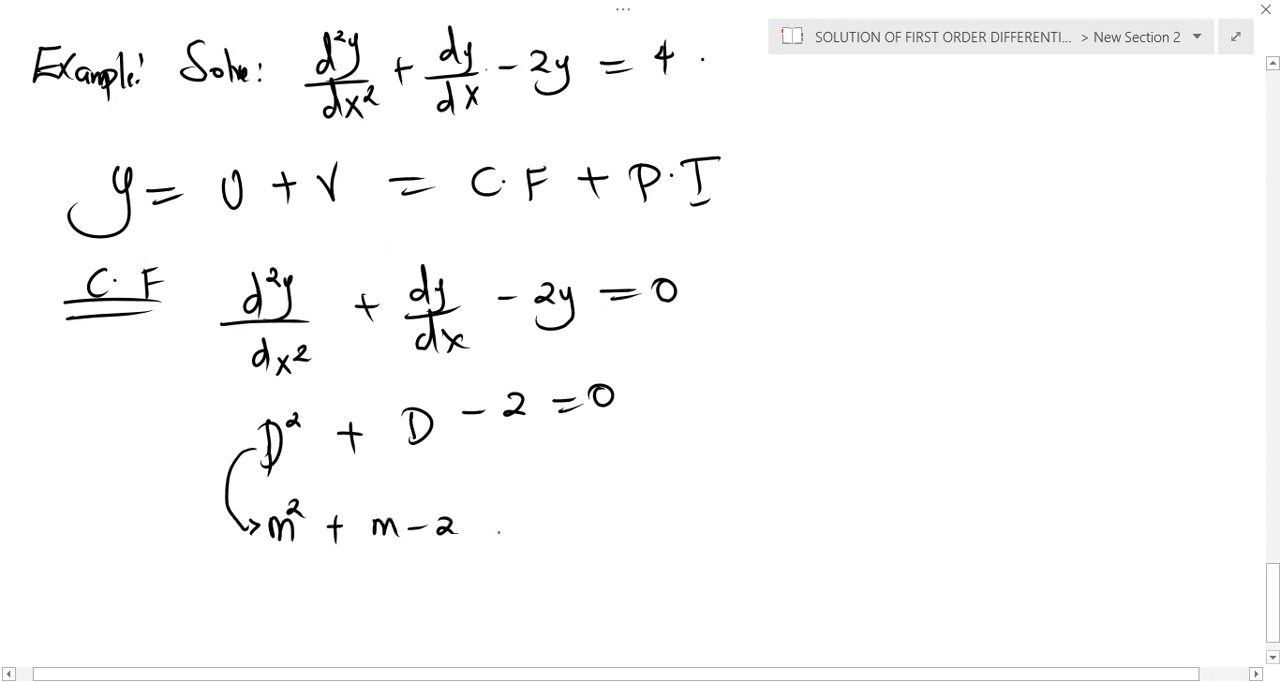 SOLUTION OF FIRST ORDER DIFFERENTI... > New Section 2
Example: Solve: d²y/dx² + dy/dx - 2y = 4.
y = U + V = C.F + P.I
C.F d²y/dx² + dy/dx - 2y = 0
D² + D - 2 = 0
m² + m - 2